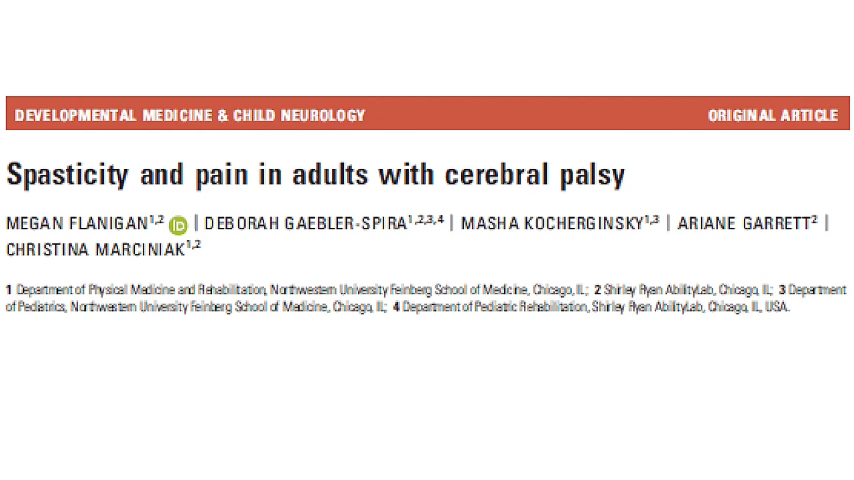 DEVELOPMENTAL MEDICINE & CHILD NEUROLOGY ORIGINAL ARTICLE
Spasticity and pain in adults with cerebral palsy
MEGAN FLANIGAN1,2 iD | DEBORAH GAEBLER-SPIRA1,2,3,4 | MASHA KOCHERGINSKY1,3 | ARIANE GARRETT2 |
CHRISTINA MARCINIAK1,2
1 Department of Physical Medicine and Rehabilitation, Northwestern University Feinberg School of Medicine, Chicago, IL; 2 Shirley Ryan AbilityLab, Chicago, IL; 3 Department
of Pediatrics, Northwestern University Feinberg School of Medicine, Chicago, IL; 4 Department of Pediatric Rehabilitation, Shirley Ryan AbilityLab, Chicago, IL, USA.